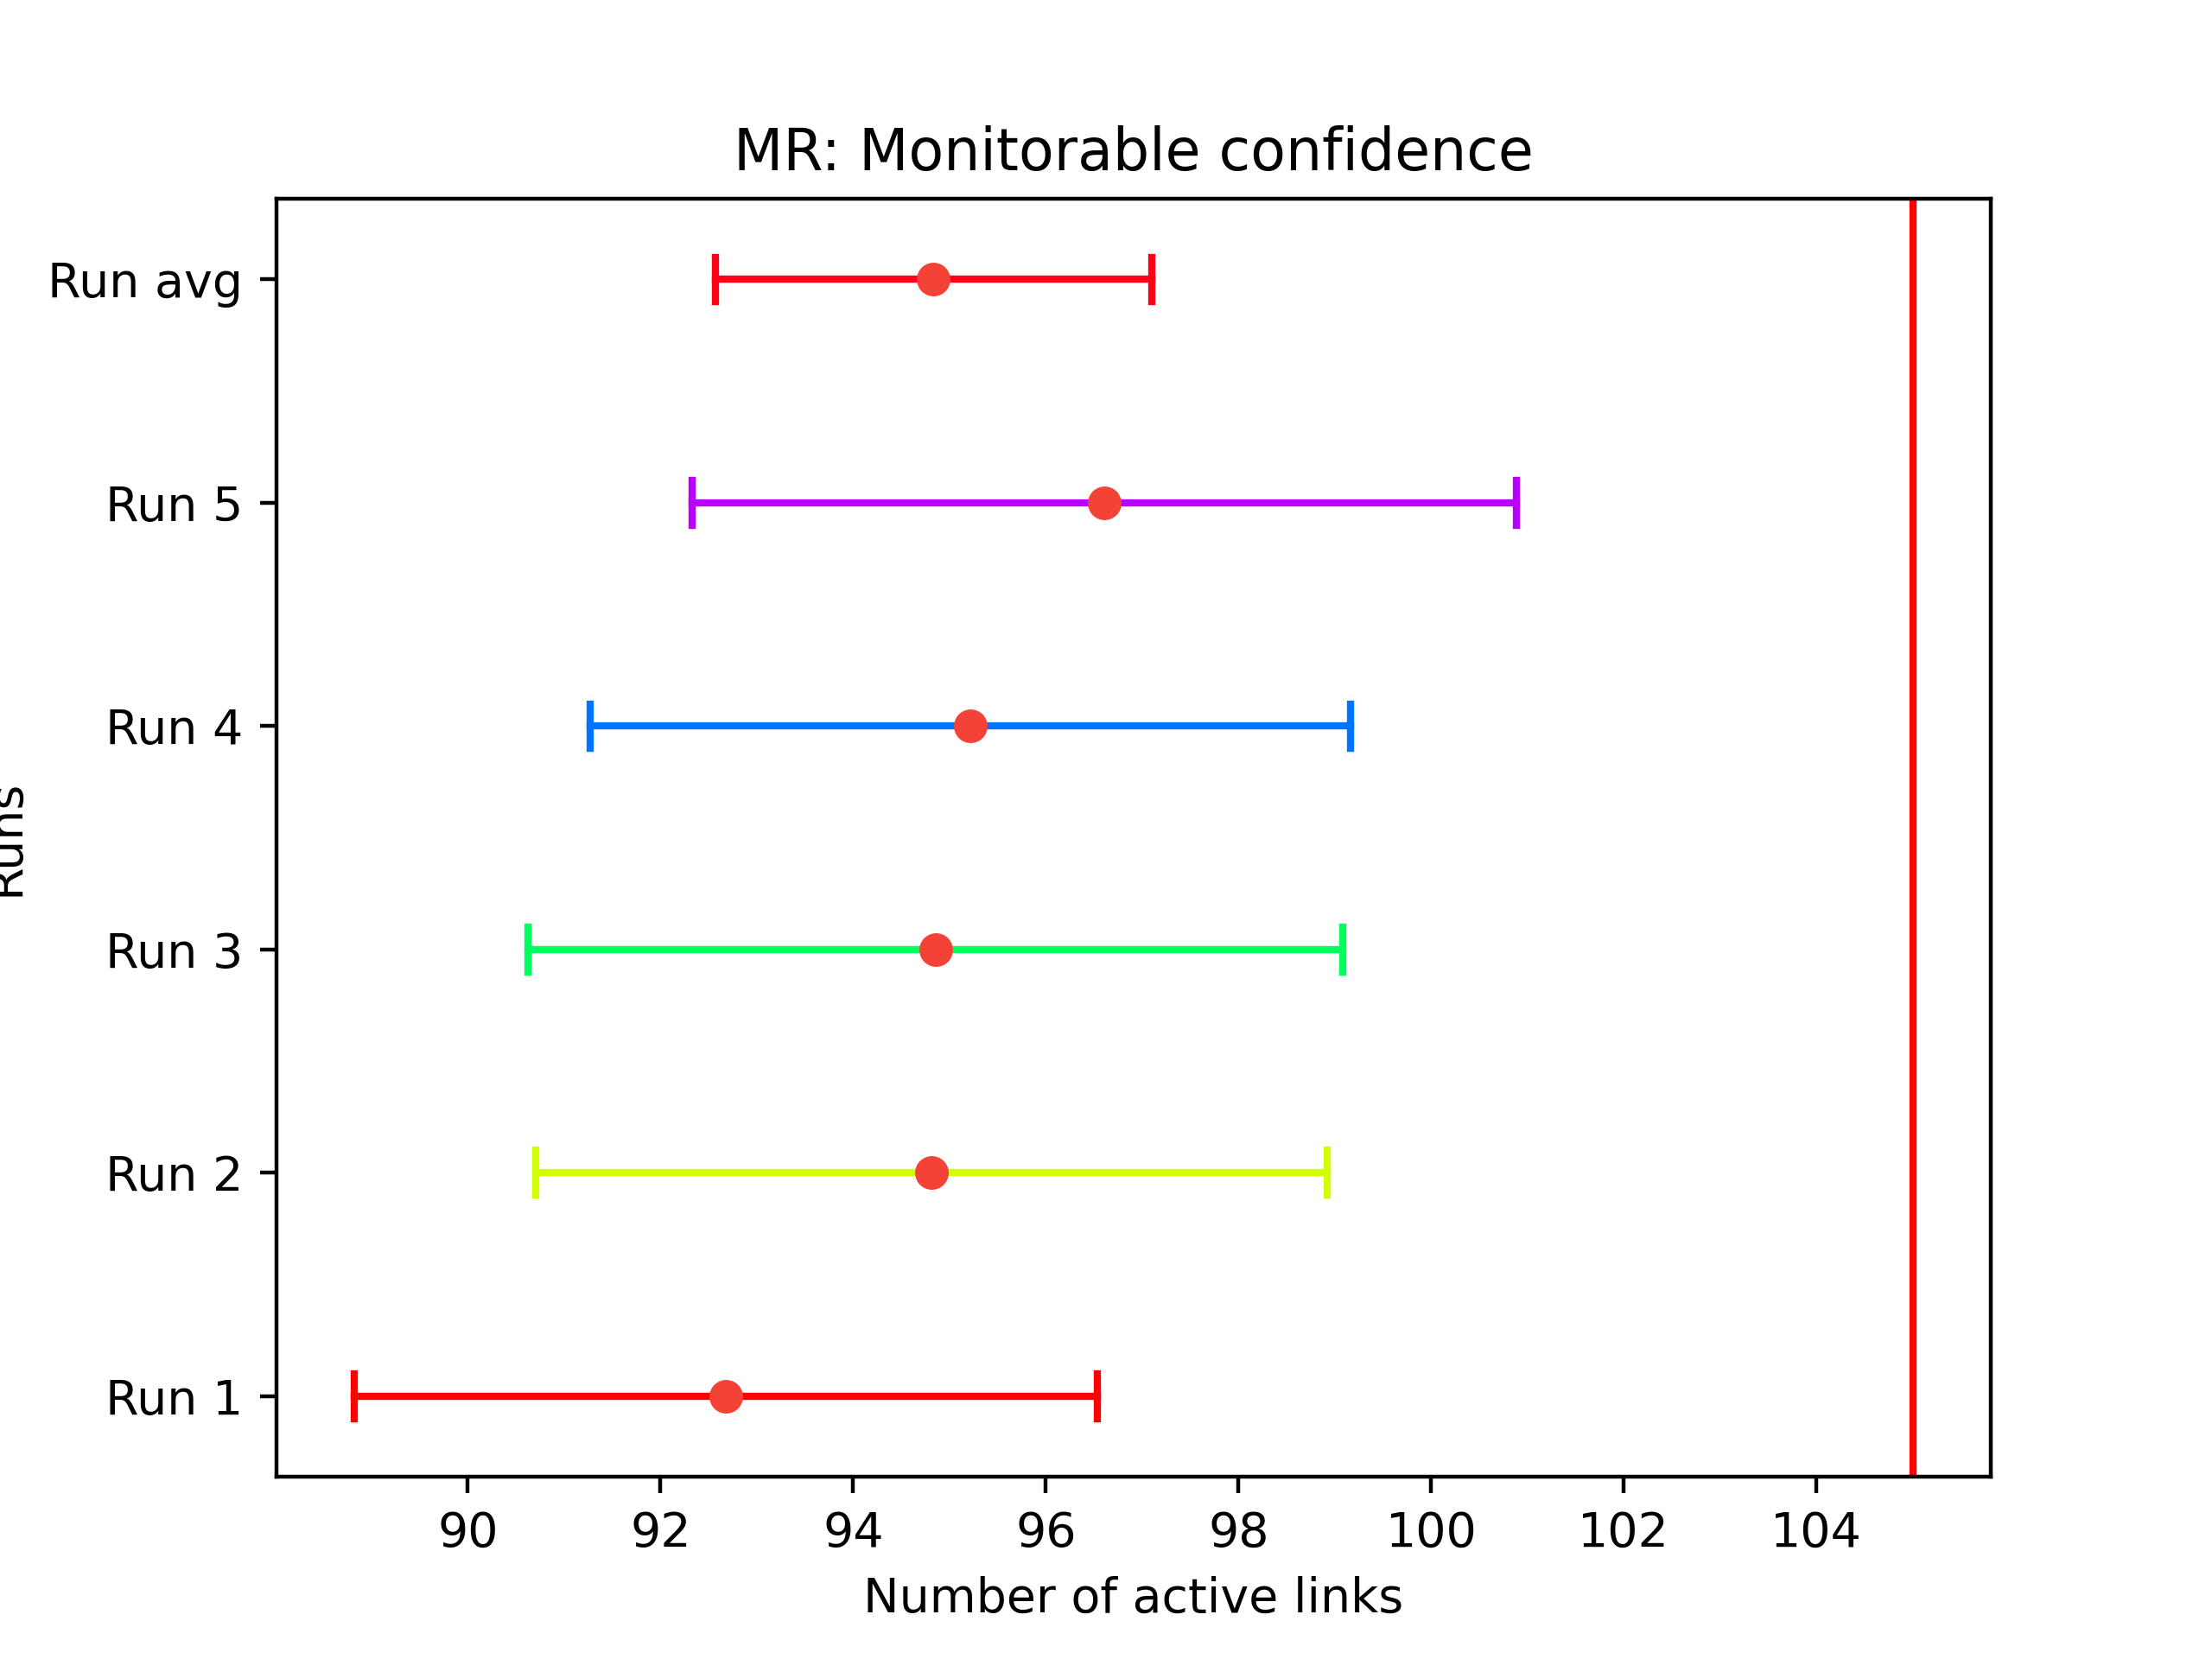 MR: Monitorable confidence
Run avg
Run 5
Run 4
Run 3
Run 2
Run 1
Runs
90 92 94 96 98 100 102 104
Number of active links